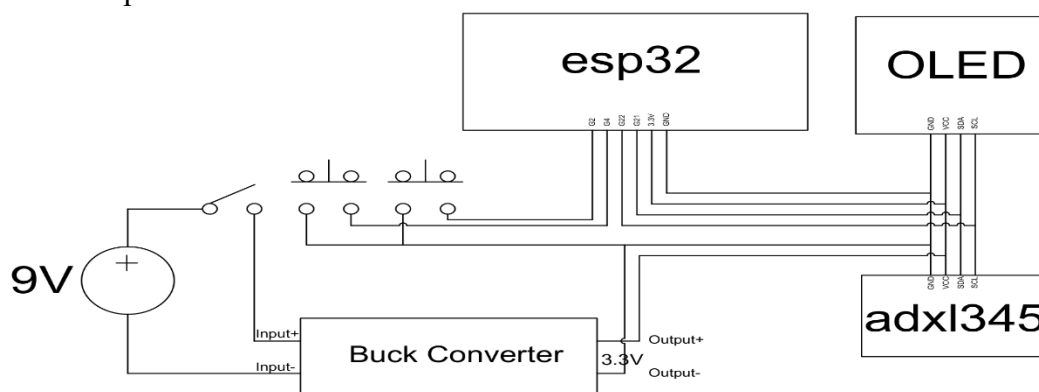 esp32
OLED
G2
G4
G22
G21
3.3V
GND
GND
VCC
SDA
SCL
9V
GND
VCC
SDA
SCL
adxl345
Input+
Input-
Buck Converter
3.3V
Output+
Output-